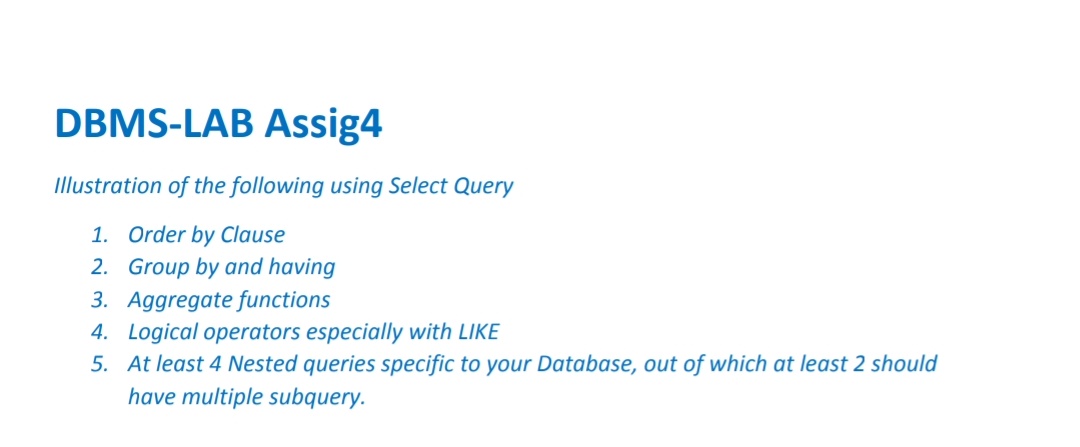 DBMS-LAB Assig4
Illustration of the following using Select Query
1. Order by Clause
2. Group by and having
3. Aggregate functions
4. Logical operators especially with LIKE
5. At least 4 Nested queries specific to your Database, out of which at least 2 should
have multiple subquery.